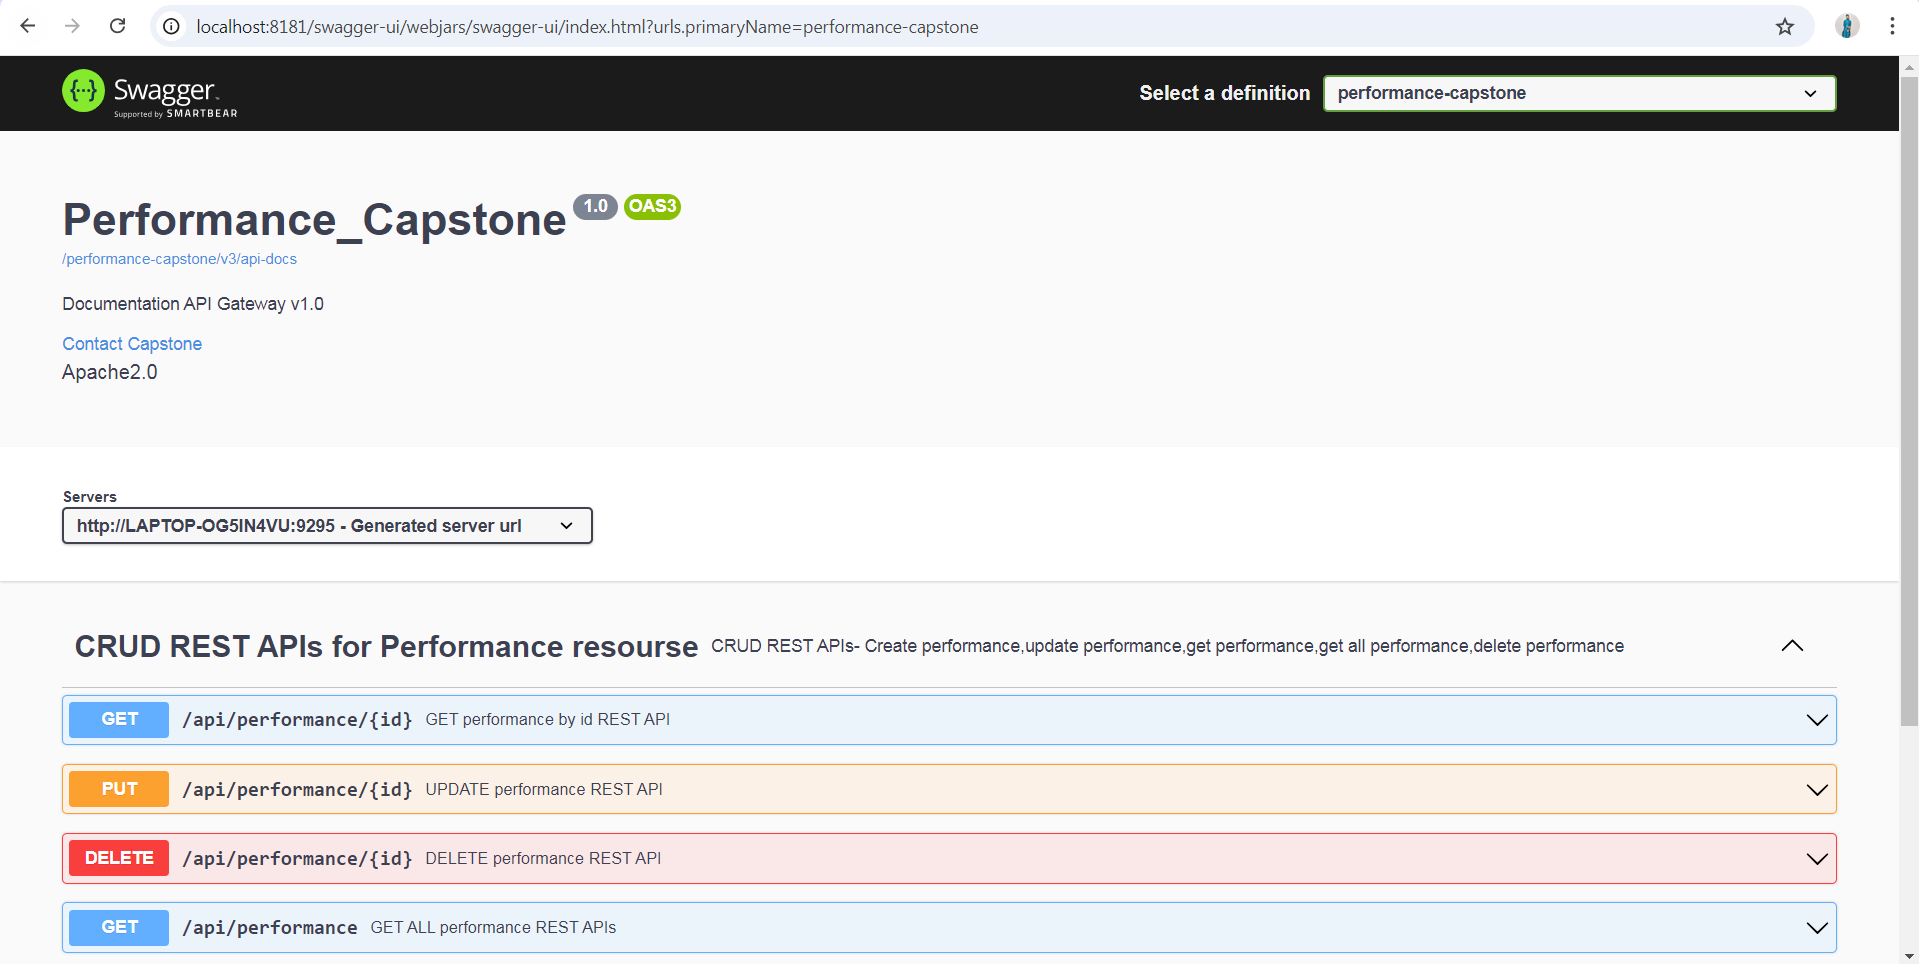 localhost:8181/swagger-ui/webjars/swagger-ui/index.html?urls.primaryName=performance-capstone
Swagger
Supported by SMARTBEAR
Select a definition
performance-capstone
Performance_Capstone 1.0 OAS3
/performance-capstone/v3/api-docs
Documentation API Gateway v1.0
Contact Capstone
Apache2.0
Servers
http://LAPTOP-OG5IN4VU:9295 - Generated server url
CRUD REST APIs for Performance resourse CRUD REST APIs- Create performance,update performance,get performance,get all performance,delete performance
GET /api/performance/{id} GET performance by id REST API
PUT /api/performance/{id} UPDATE performance REST API
DELETE /api/performance/{id} DELETE performance REST API
GET /api/performance GET ALL performance REST APIs